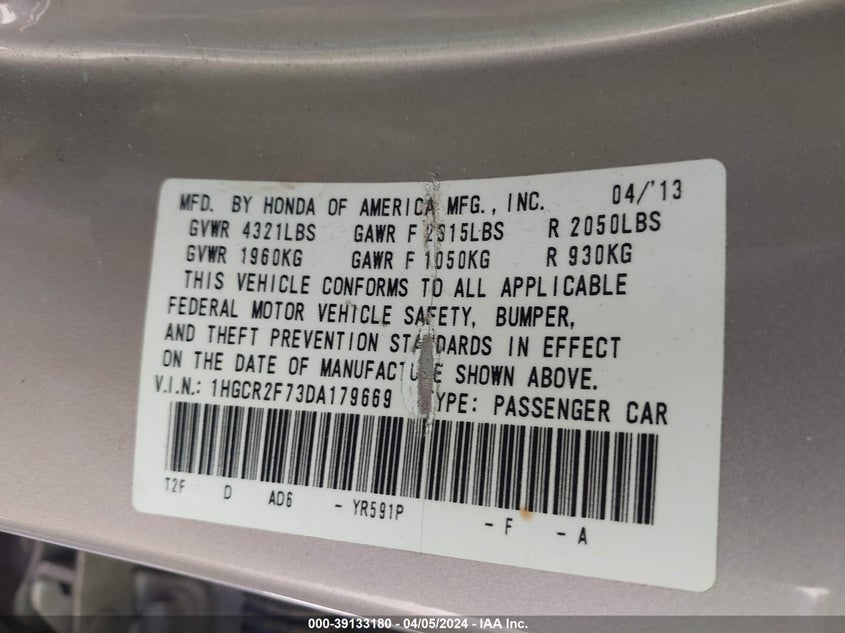 MFD. BY HONDA OF AMERICA MFG., INC. 04/'13
GVWR 4321LBS GAWR F 2315LBS R 2050LBS
GVWR 1960KG GAWR F 1050KG R 930KG
THIS VEHICLE CONFORMS TO ALL APPLICABLE
FEDERAL MOTOR VEHICLE SAFETY, BUMPER,
AND THEFT PREVENTION STANDARDS IN EFFECT
ON THE DATE OF MANUFACTURE SHOWN ABOVE.
V.I.N.: 1HGCR2F73DA179669 TYPE: PASSENGER CAR
T2F D AD6 - YR591P - F - A
000-39133180 - 04/05/2024 - IAA Inc.